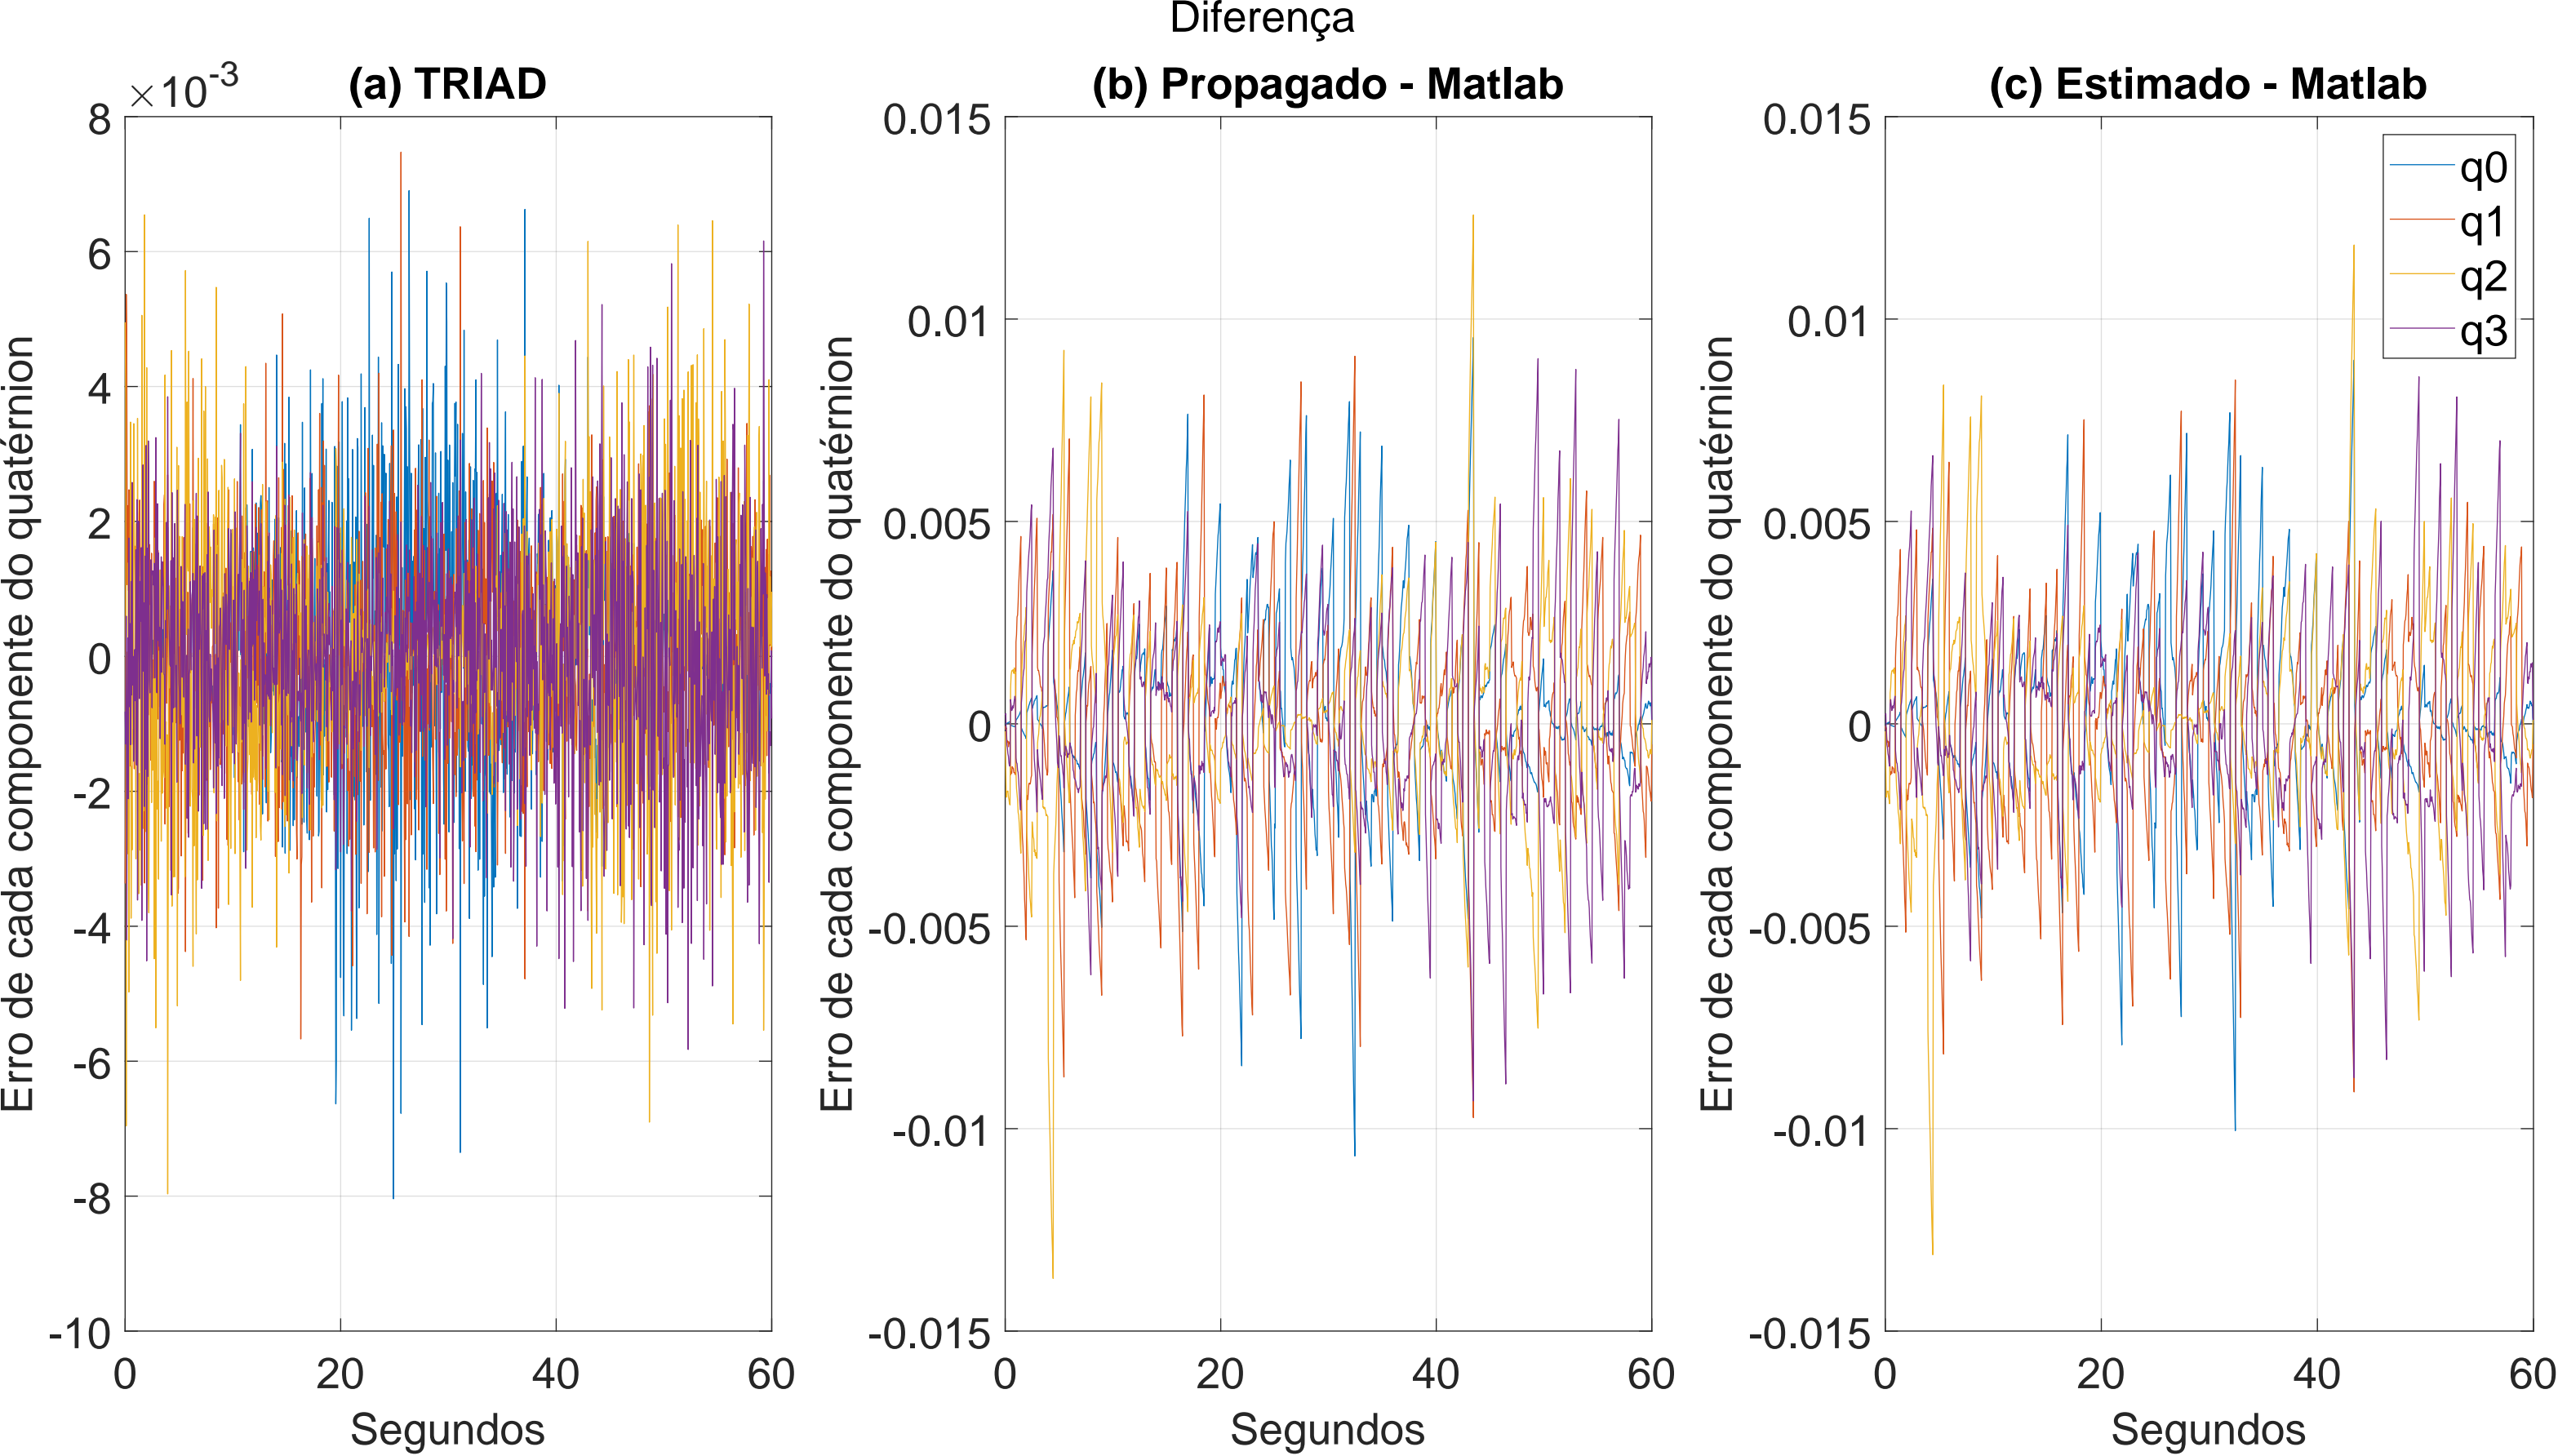 Diferença
(a) TRIAD
×10-3
8
6
4
2
0
-2
-4
-6
-8
-10
0 20 40 60
Segundos
Erro de cada componente do quatérnion
(b) Propagado - Matlab
0.015
0.01
0.005
0
-0.005
-0.01
-0.015
0 20 40 60
Segundos
Erro de cada componente do quatérnion
(c) Estimado - Matlab
0.015
0.01
0.005
0
-0.005
-0.01
-0.015
0 20 40 60
Segundos
Erro de cada componente do quatérnion
q0
q1
q2
q3